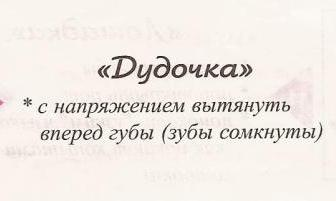 «Дудочка»
* с напряжением вытянуть
вперед губы (зубы сомкнуты)